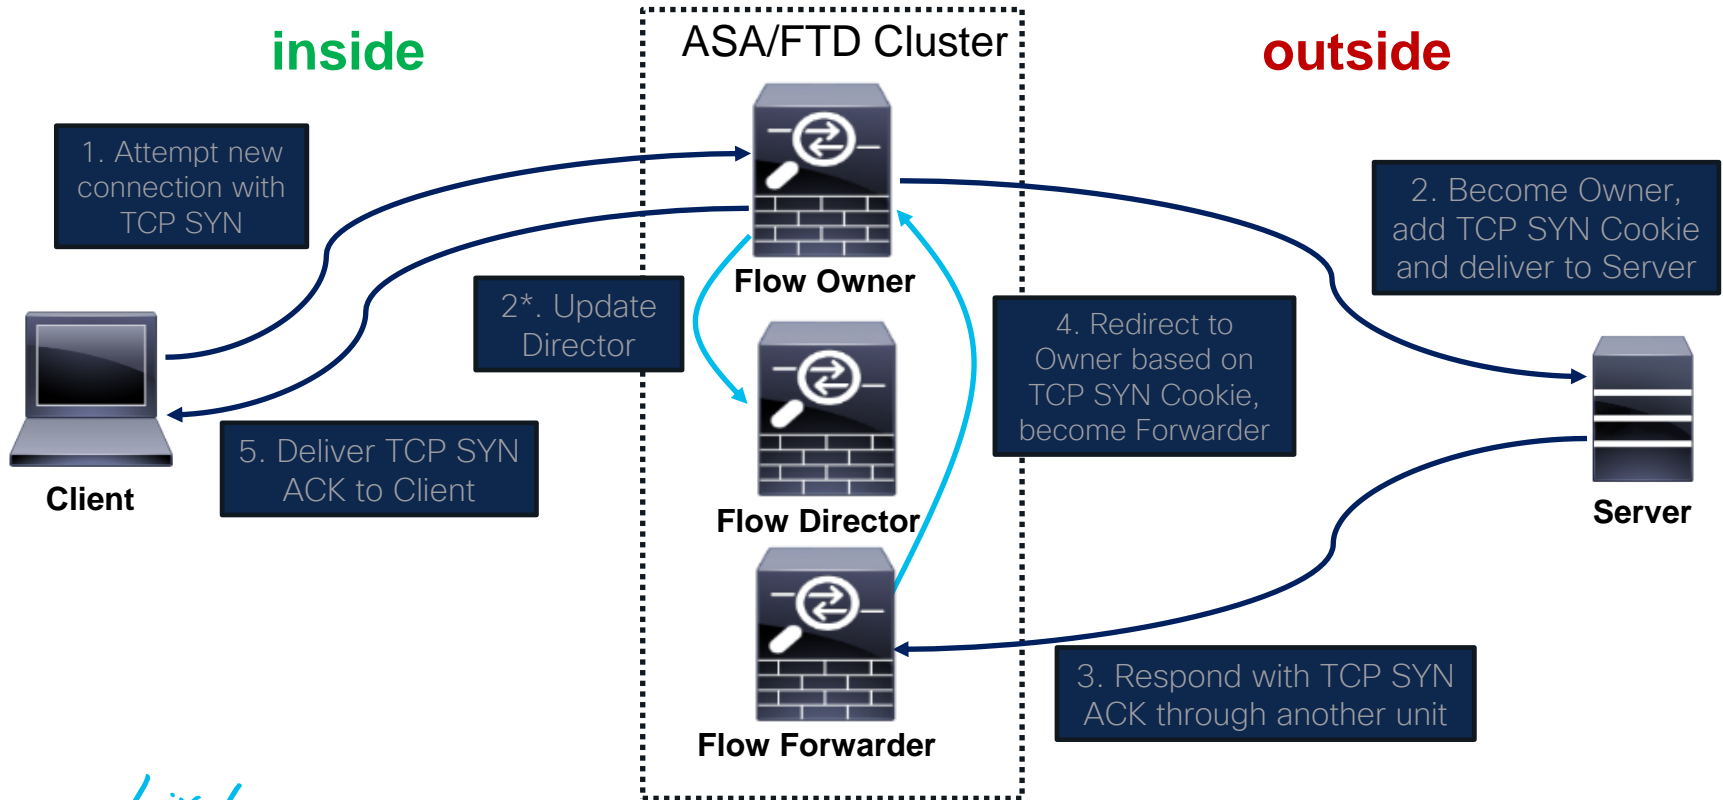 inside
ASA/FTD Cluster
outside
1. Attempt new
connection with
TCP SYN
2. Become Owner,
add TCP SYN Cookie
and deliver to Server
Flow Owner
2*. Update
Director
4. Redirect to
Owner based on
TCP SYN Cookie,
become Forwarder
5. Deliver TCP SYN
ACK to Client
Client
Flow Director
Server
3. Respond with TCP SYN
ACK through another unit
Flow Forwarder